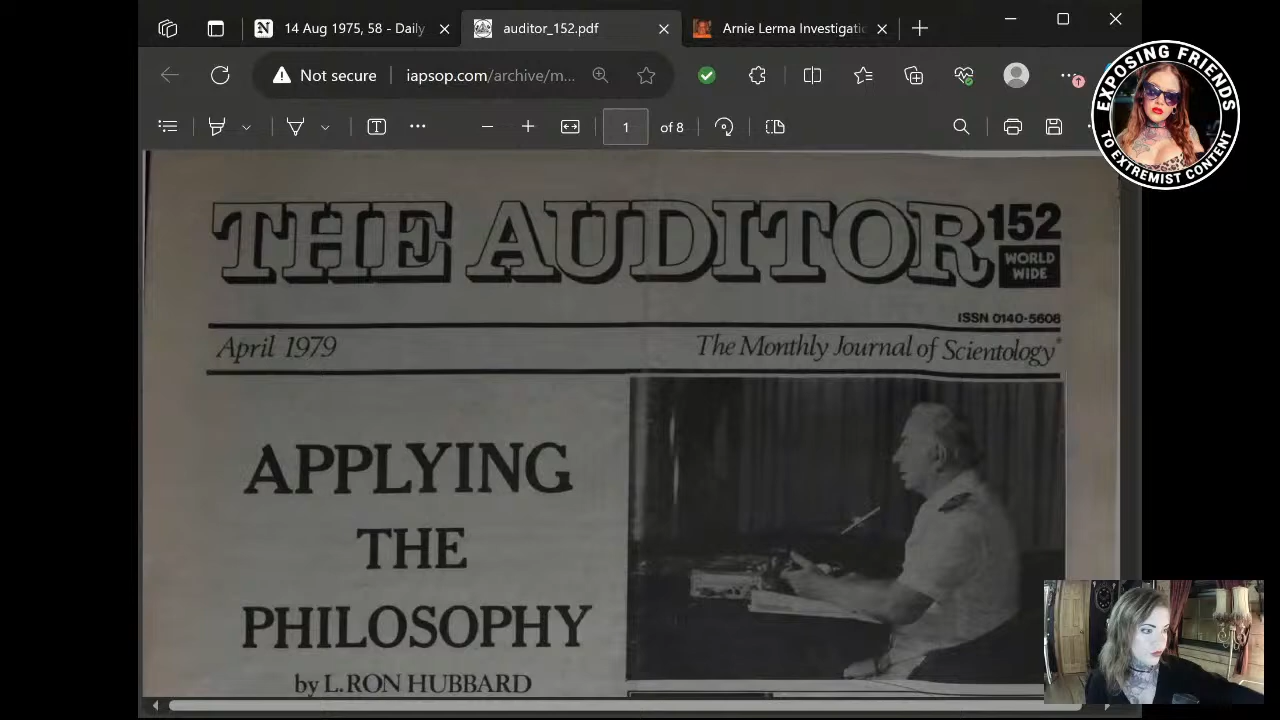 14 Aug 1975, 58 - Daily
auditor_152.pdf
Arnie Lerma Investigatic
Not secure
iapsop.com/archive/m...
1 of 8
EXPOSING FRIENDS
TO EXTREMIST CONTENT
THE AUDITOR 152
WORLD
WIDE
ISSN 0140-5608
April 1979
The Monthly Journal of Scientology®
APPLYING
THE
PHILOSOPHY
by L. RON HUBBARD